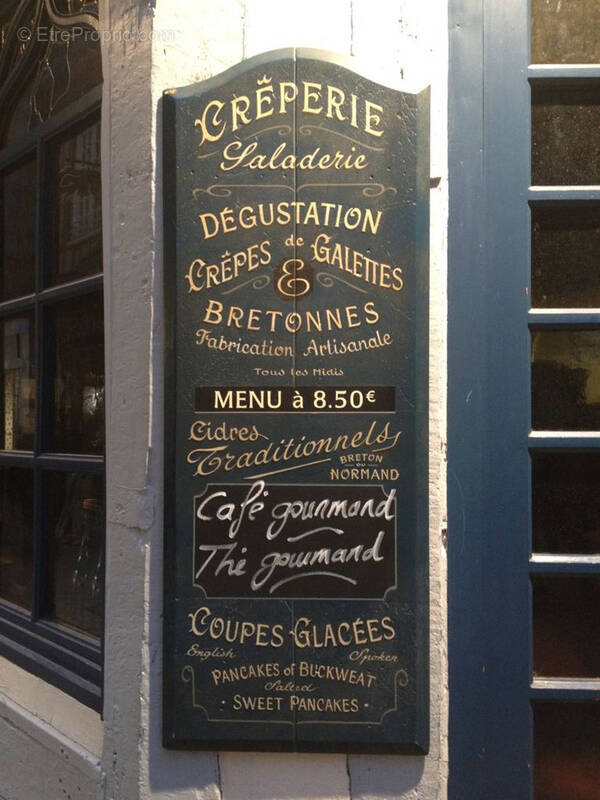 © EtreProprio.com
CRÊPERIE
Saladerie
DÉGUSTATION
de
CRÊPES & GALETTES
BRETONNES
Fabrication Artisanale
Tous les Midis
MENU à 8.50€
Cidres
Traditionnels
BRETON
ou
NORMAND
Café gourmand
Thé gourmand
COUPES GLACÉES
English Spoken
PANCAKES of BUCKWEAT
Salted
· SWEET PANCAKES ·